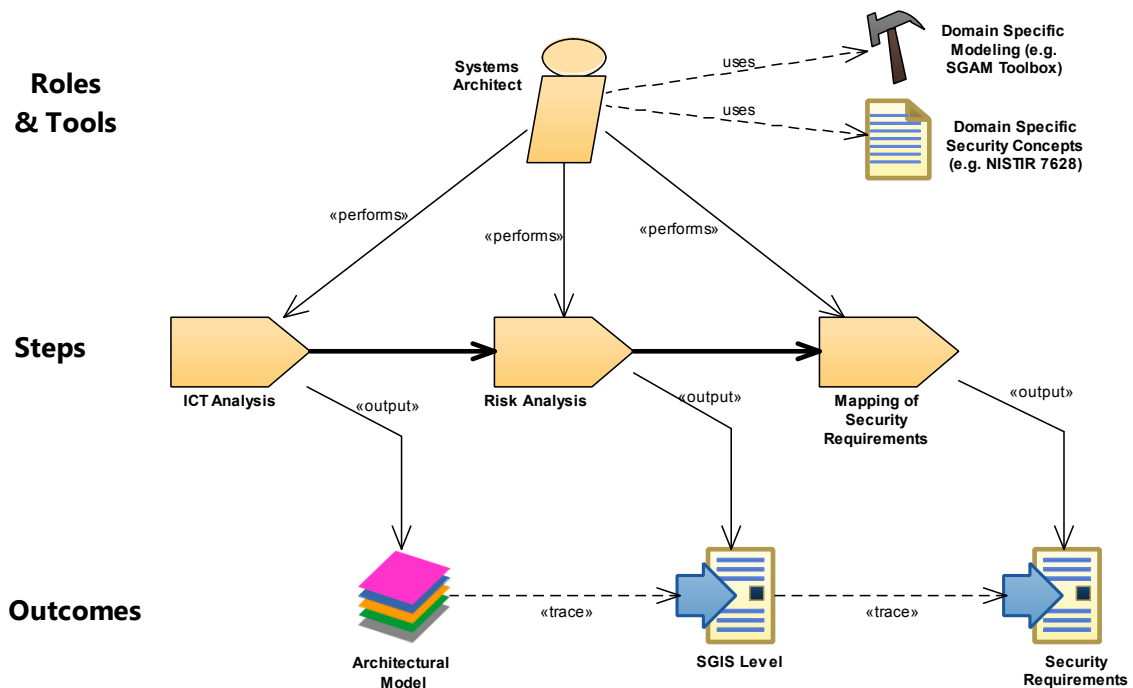 Roles
& Tools
Systems
Architect
uses
uses
Domain Specific
Modeling (e.g.
SGAM Toolbox)
Domain Specific
Security Concepts
(e.g. NISTIR 7628)
«performs»
«performs»
«performs»
Steps
ICT Analysis
Risk Analysis
Mapping of
Security
Requirements
«output»
«output»
«output»
Outcomes
«trace»
«trace»
Architectural
Model
SGIS Level
Security
Requirements